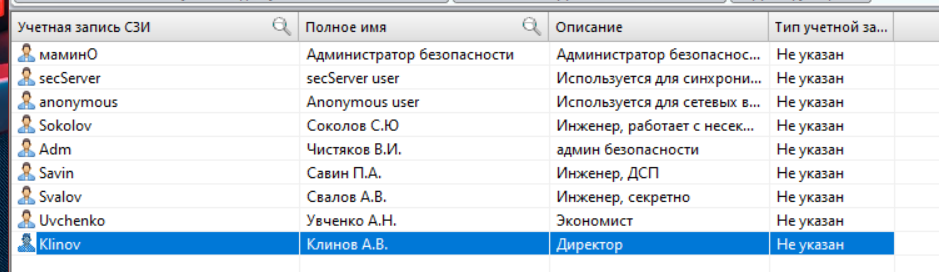 Учетная запись СЗИ Полное имя Описание Тип учетной за...
маминО Администратор безопасности Администратор безопаснос... Не указан
secServer secServer user Используется для синхрони... Не указан
anonymous Anonymous user Используется для сетевых в... Не указан
Sokolov Соколов С.Ю Инженер, работает с несек... Не указан
Adm Чистяков В.И. админ безопасности Не указан
Savin Савин П.А. Инженер, ДСП Не указан
Svalov Свалов А.В. Инженер, секретно Не указан
Uvchenko Увченко А.Н. Экономист Не указан
Klinov Клинов А.В. Директор Не указан